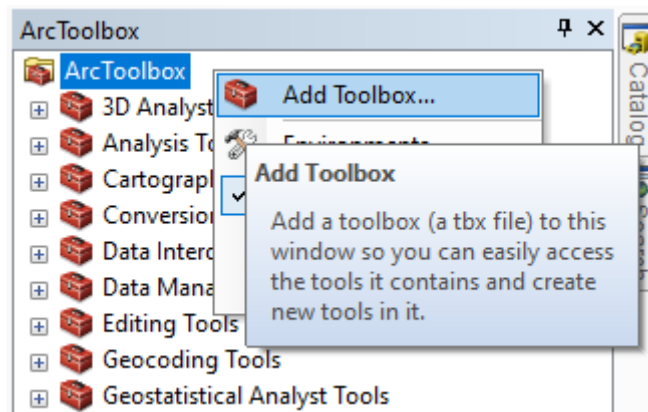 ArcToolbox
ArcToolbox
Add Toolbox...
3D Analyst
Analysis To
Cartograpl
Conversion
Data Interc
Data Mana
Editing Tools
Geocoding Tools
Geostatistical Analyst Tools
Add Toolbox
Add a toolbox (a tbx file) to this
window so you can easily access
the tools it contains and create
new tools in it.
Catalog